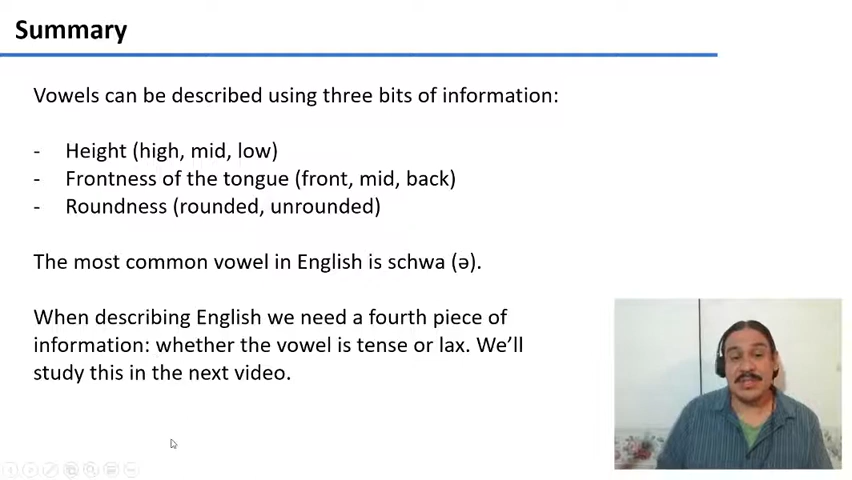 Summary
Vowels can be described using three bits of information:
- Height (high, mid, low)
- Frontness of the tongue (front, mid, back)
- Roundness (rounded, unrounded)
The most common vowel in English is schwa (ə).
When describing English we need a fourth piece of
information: whether the vowel is tense or lax. We’ll
study this in the next video.